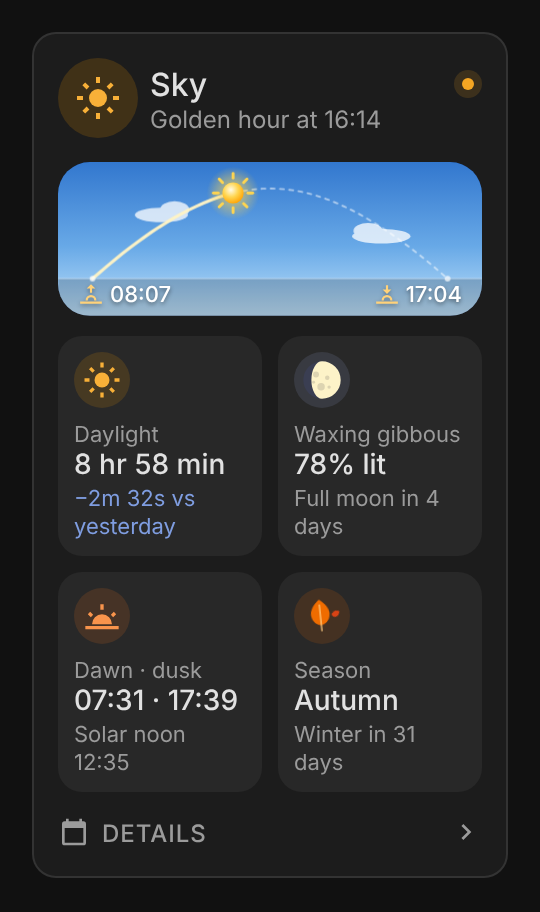 Sky
Golden hour at 16:14
08:07
17:04
Daylight
8 hr 58 min
−2m 32s vs
yesterday
Waxing gibbous
78% lit
Full moon in 4
days
Dawn · dusk
07:31 · 17:39
Solar noon
12:35
Season
Autumn
Winter in 31
days
DETAILS